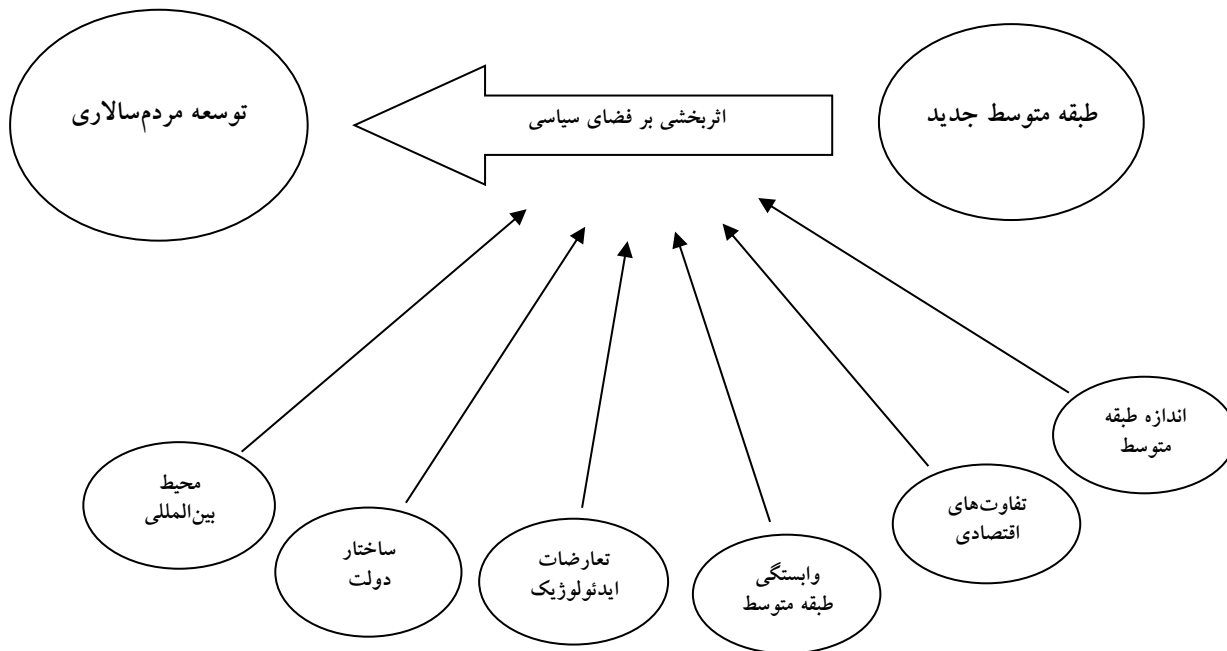 طبقه متوسط جدید
اثربخشی بر فضای سیاسی
توسعه مردم‌سالاری
اندازه طبقه
متوسط
تفاوت‌های
اقتصادی
وابستگی
طبقه متوسط
تعارضات
ایدئولوژیک
ساختار
دولت
محیط
بین‌المللی